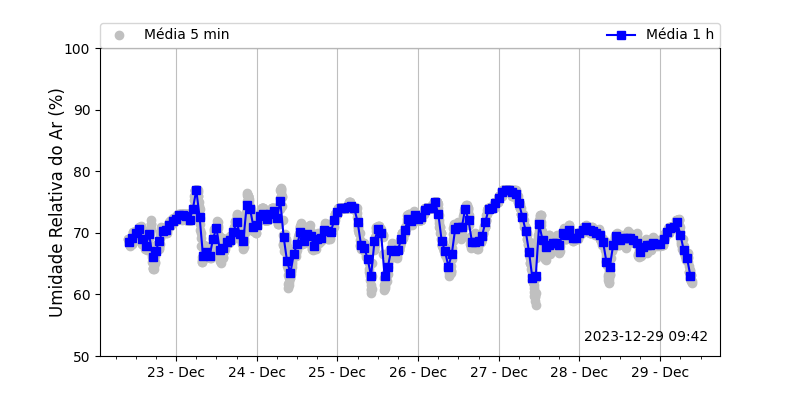 Média 5 min
Média 1 h
Umidade Relativa do Ar (%)
100
90
80
70
60
50
2023-12-29 09:42
23 - Dec
24 - Dec
25 - Dec
26 - Dec
27 - Dec
28 - Dec
29 - Dec